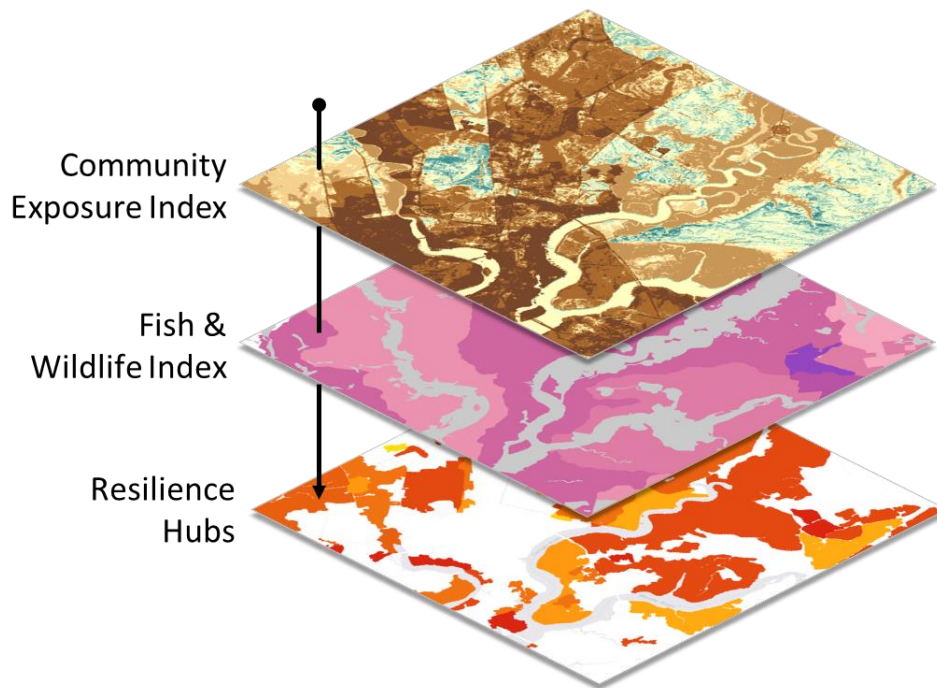 Community
Exposure Index
Fish &
Wildlife Index
Resilience
Hubs